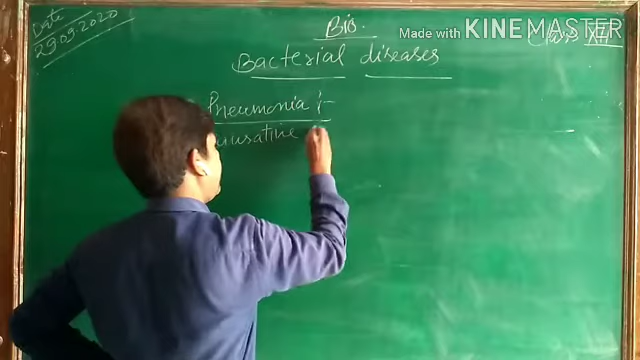 Date
29.09.2020
Bio.
Made with KINEMASTER
Class XII
Bacterial diseases
Pneumonia :-